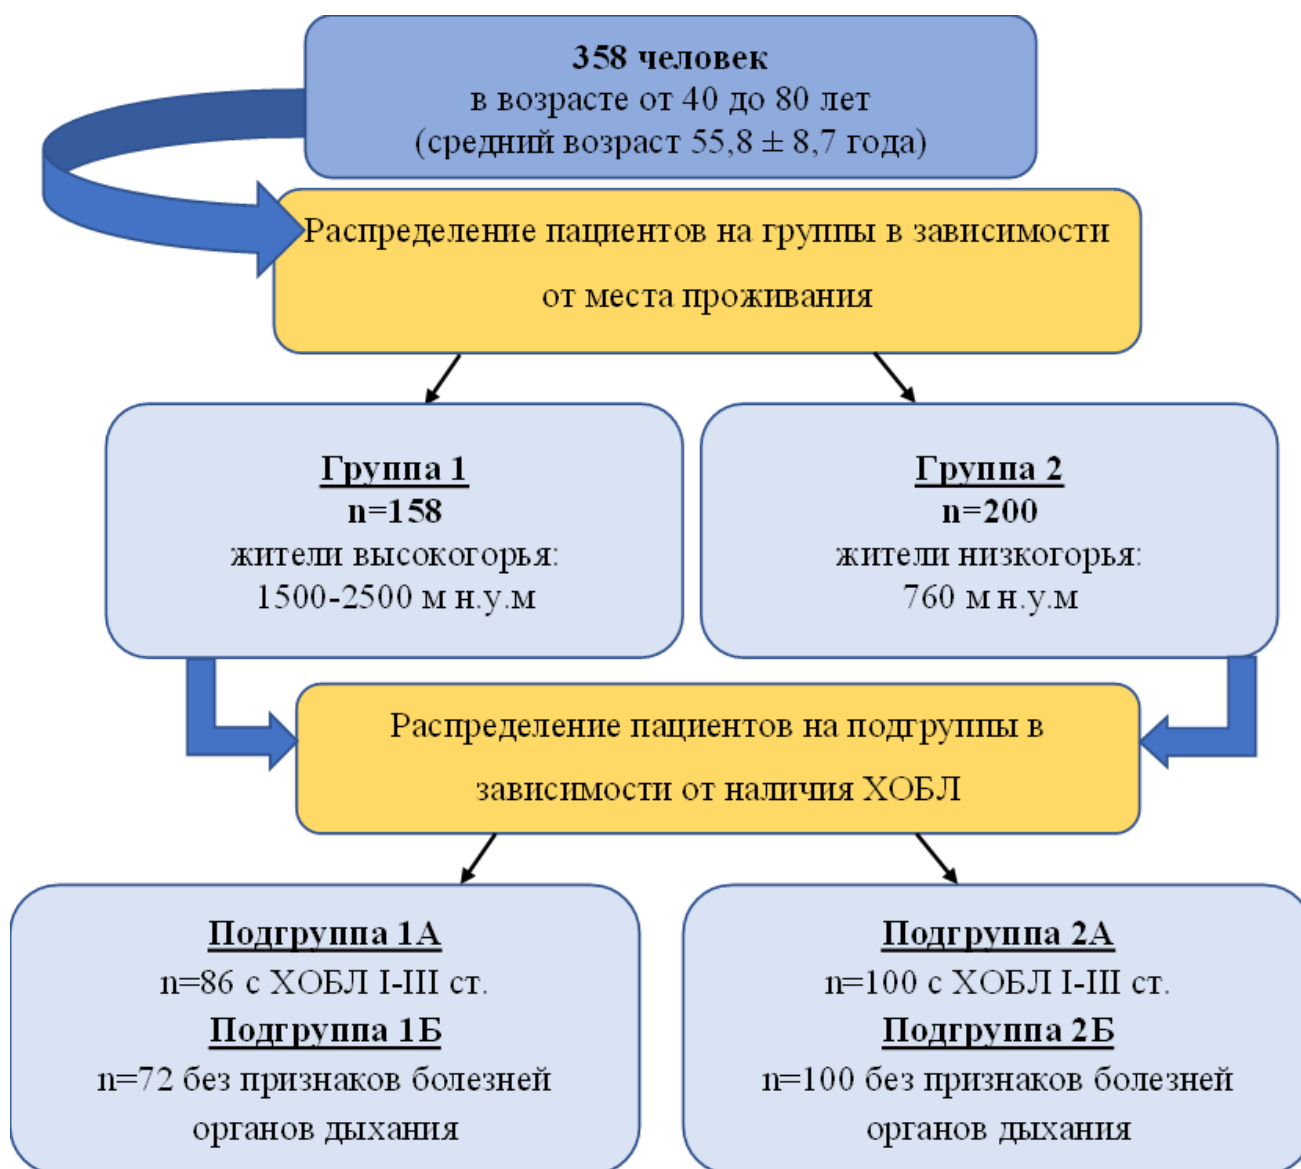 358 человек
в возрасте от 40 до 80 лет
(средний возраст 55,8 ± 8,7 года)
Распределение пациентов на группы в зависимости
от места проживания
Группа 1
n=158
жители высокогорья:
1500-2500 м н.у.м
Группа 2
n=200
жители низкогорья:
760 м н.у.м
Распределение пациентов на подгруппы в
зависимости от наличия ХОБЛ
Подгруппа 1А
n=86 с ХОБЛ I-III ст.
Подгруппа 1Б
n=72 без признаков болезней
органов дыхания
Подгруппа 2А
n=100 с ХОБЛ I-III ст.
Подгруппа 2Б
n=100 без признаков болезней
органов дыхания